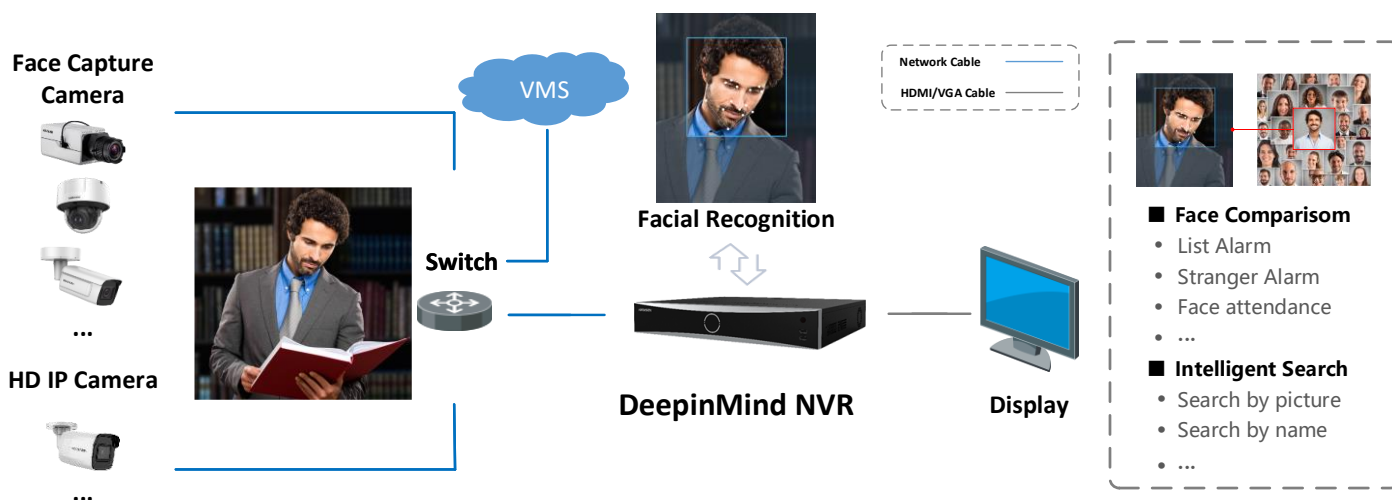 Face Capture
Camera
...
HD IP Camera
...
VMS
Switch
Facial Recognition
DeepinMind NVR
Display
Network Cable
HDMI/VGA Cable
■ Face Comparisom
• List Alarm
• Stranger Alarm
• Face attendance
• ...
■ Intelligent Search
• Search by picture
• Search by name
• ...